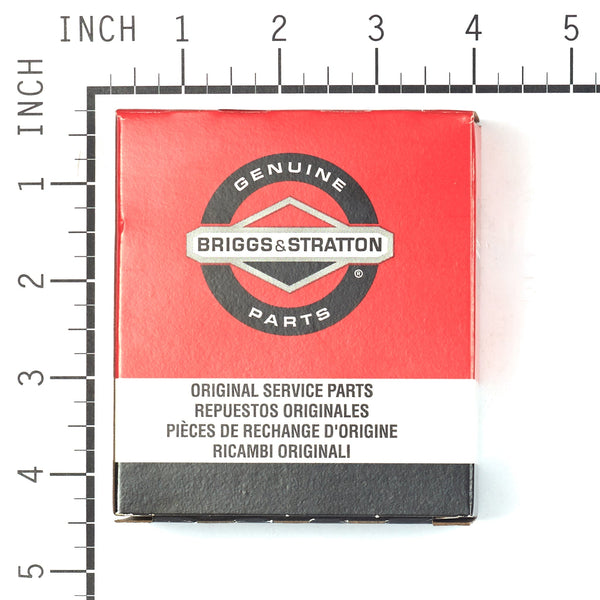 INCH 1 2 3 4 5
INCH
1
2
3
4
5
GENUINE
BRIGGS&STRATTON
®
PARTS
ORIGINAL SERVICE PARTS
REPUESTOS ORIGINALES
PIÈCES DE RECHANGE D'ORIGINE
RICAMBI ORIGINALI